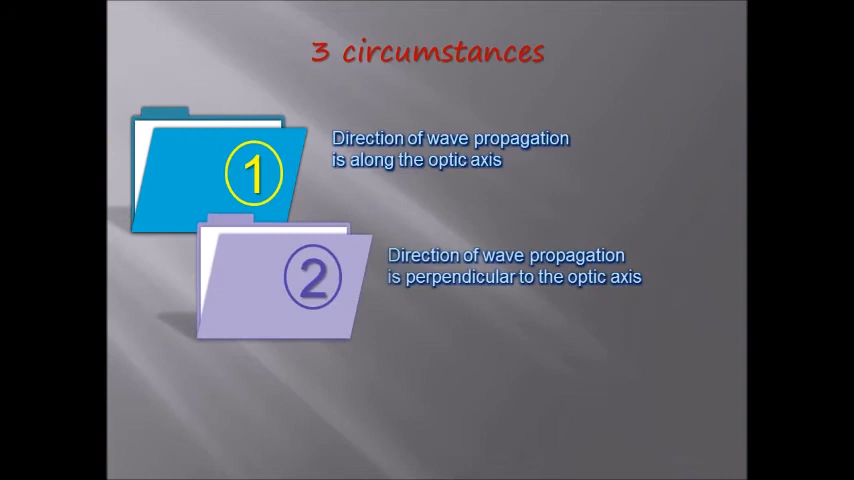 3 circumstances
1
Direction of wave propagation
is along the optic axis
2
Direction of wave propagation
is perpendicular to the optic axis